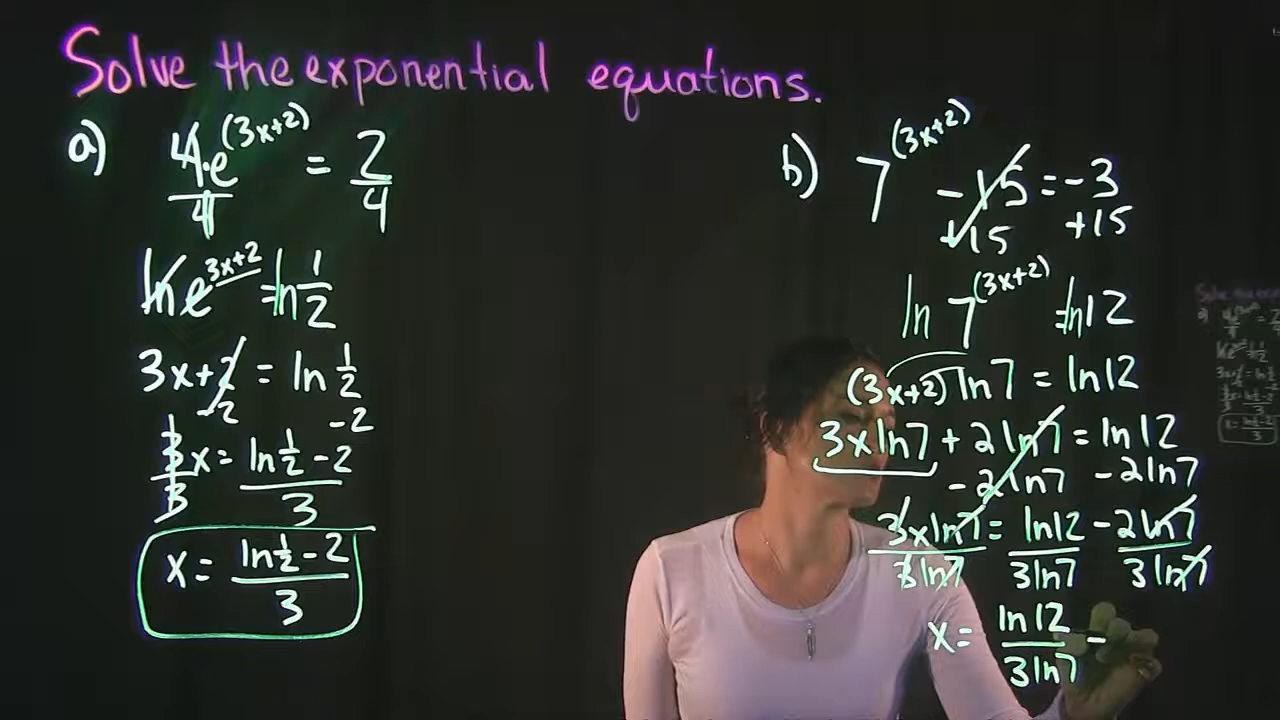 Solve the exponential equations.
a) 4·e^(3x+2) / 4 = 2/4
ln e^3x+2 = ln 1/2
3x+2 = ln 1/2
-2 -2
3x/3 = (ln 1/2 - 2)/3
x = (ln 1/2 - 2)/3
b) 7^(3x+2) - 15 = -3
+15 +15
ln 7^(3x+2) = ln 12
(3x+2) ln 7 = ln 12
3x ln 7 + 2 ln 7 = ln 12
- 2 ln 7 - 2 ln 7
3x ln 7 / 3 ln 7 = ln 12 / 3 ln 7 - 2 ln 7 / 3 ln 7
x = ln 12 / 3 ln 7 -